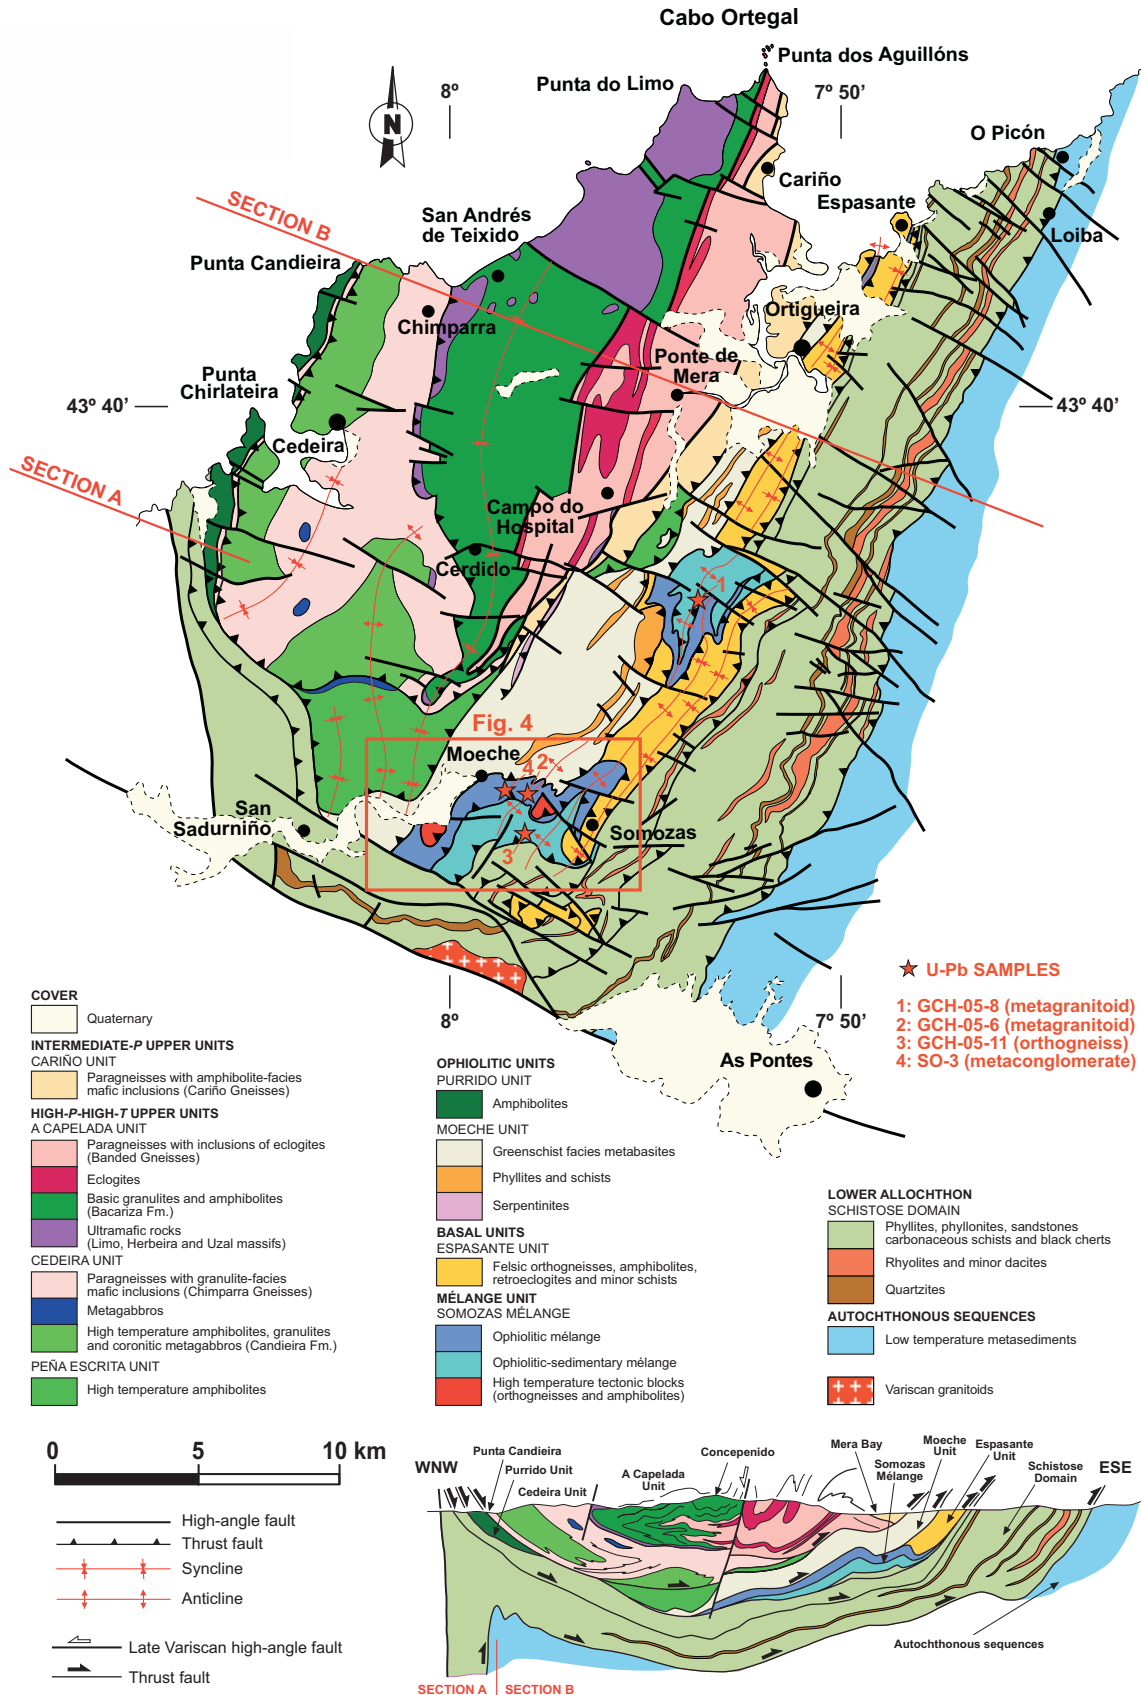 Cabo Ortegal
Punta dos Aguillóns
Punta do Limo
8º
7º 50’
N
O Picón
Cariño
Espasante
Loiba
SECTION B
San Andrés
de Teixido
Punta Candieira
Chimparra
Ortigueira
Ponte de
Mera
Punta
Chirlateira
43º 40’
43º 40’
Cedeira
SECTION A
Campo do
Hospital
Cerdido
1
Fig. 4
Moeche
4
2
San
Sadurniño
Somozas
3
U-Pb SAMPLES
1: GCH-05-8 (metagranitoid)
2: GCH-05-6 (metagranitoid)
3: GCH-05-11 (orthogneiss)
4: SO-3 (metaconglomerate)
8º
7º 50’
As Pontes
COVER
Quaternary
INTERMEDIATE-P UPPER UNITS
CARIÑO UNIT
Paragneisses with amphibolite-facies
mafic inclusions (Cariño Gneisses)
HIGH-P-HIGH-T UPPER UNITS
A CAPELADA UNIT
Paragneisses with inclusions of eclogites
(Banded Gneisses)
Eclogites
Basic granulites and amphibolites
(Bacariza Fm.)
Ultramafic rocks
(Limo, Herbeira and Uzal massifs)
CEDEIRA UNIT
Paragneisses with granulite-facies
mafic inclusions (Chimparra Gneisses)
Metagabbros
High temperature amphibolites, granulites
and coronitic metagabbros (Candieira Fm.)
PEÑA ESCRITA UNIT
High temperature amphibolites
OPHIOLITIC UNITS
PURRIDO UNIT
Amphibolites
MOECHE UNIT
Greenschist facies metabasites
Phyllites and schists
Serpentinites
BASAL UNITS
ESPASANTE UNIT
Felsic orthogneisses, amphibolites,
retroeclogites and minor schists
MÉLANGE UNIT
SOMOZAS MÉLANGE
Ophiolitic mélange
Ophiolitic-sedimentary mélange
High temperature tectonic blocks
(orthogneisses and amphibolites)
LOWER ALLOCHTHON
SCHISTOSE DOMAIN
Phyllites, phyllonites, sandstones
carbonaceous schists and black cherts
Rhyolites and minor dacites
Quartzites
AUTOCHTHONOUS SEQUENCES
Low temperature metasediments
Variscan granitoids
0 5 10 km
High-angle fault
Thrust fault
Syncline
Anticline
Late Variscan high-angle fault
Thrust fault
WNW
Punta Candieira
Purrido Unit
Cedeira Unit
A Capelada
Unit
Concepenido
Mera Bay
Somozas
Mélange
Moeche
Unit
Espasante
Unit
Schistose
Domain
ESE
Autochthonous sequences
SECTION A
SECTION B